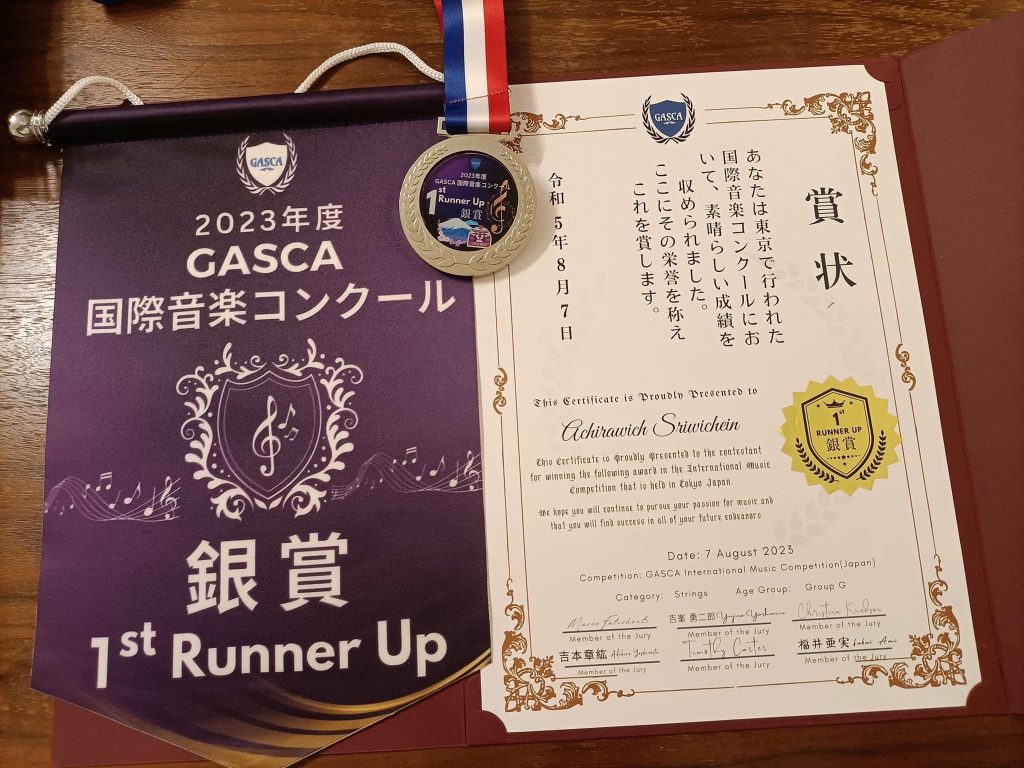 GASCA
2023年度
GASCA
国際音楽コンクール
銀賞
1st Runner Up
GASCA
2023年度
GASCA 国際音楽コンクール
1st
Runner Up
銀賞
GASCA
賞状
あなたは東京で行われた
国際音楽コンクールにお
いて、素晴らしい成績を
収められました。
ここにその栄誉を称え
これを賞します。
令和5年8月7日
This Certificate is Proudly Presented to
Achirawich Sriwichein
This Certificate is Proudly Presented to the contestant
for winning the following award in the International Music
Competition that is held in Tokyo Japan.
We hope you will continue to pursue your passion for music and
that you will find success in all of your future endeavors.
1st
RUNNER UP
銀賞
Date: 7 August 2023
Competition: GASCA International Music Competition(Japan)
Category: Strings Age Group: Group G
吉峯 勇二郎 Christina Knudson
Member of the Jury Member of the Jury Member of the Jury
吉本章紘 Timothy Carter 福井亜実
Member of the Jury Member of the Jury Member of the Jury